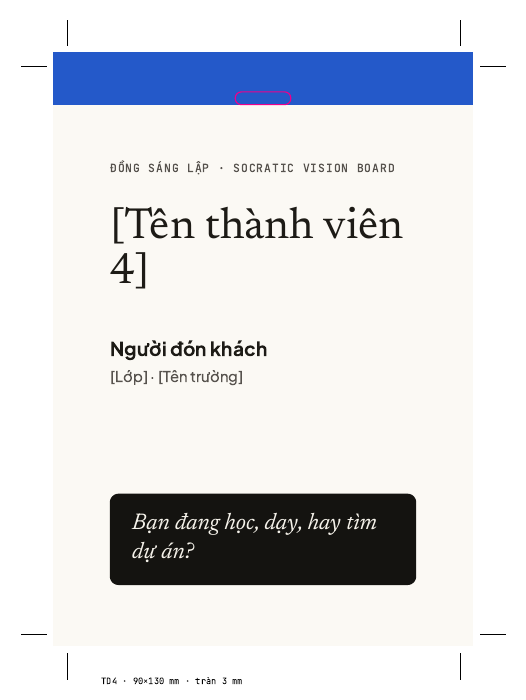 ĐỒNG SÁNG LẬP · SOCRATIC VISION BOARD
[Tên thành viên
4]
Người đón khách
[Lớp] · [Tên trường]
Bạn đang học, dạy, hay tìm
dự án?
TD4 · 90×130 mm · tràn 3 mm